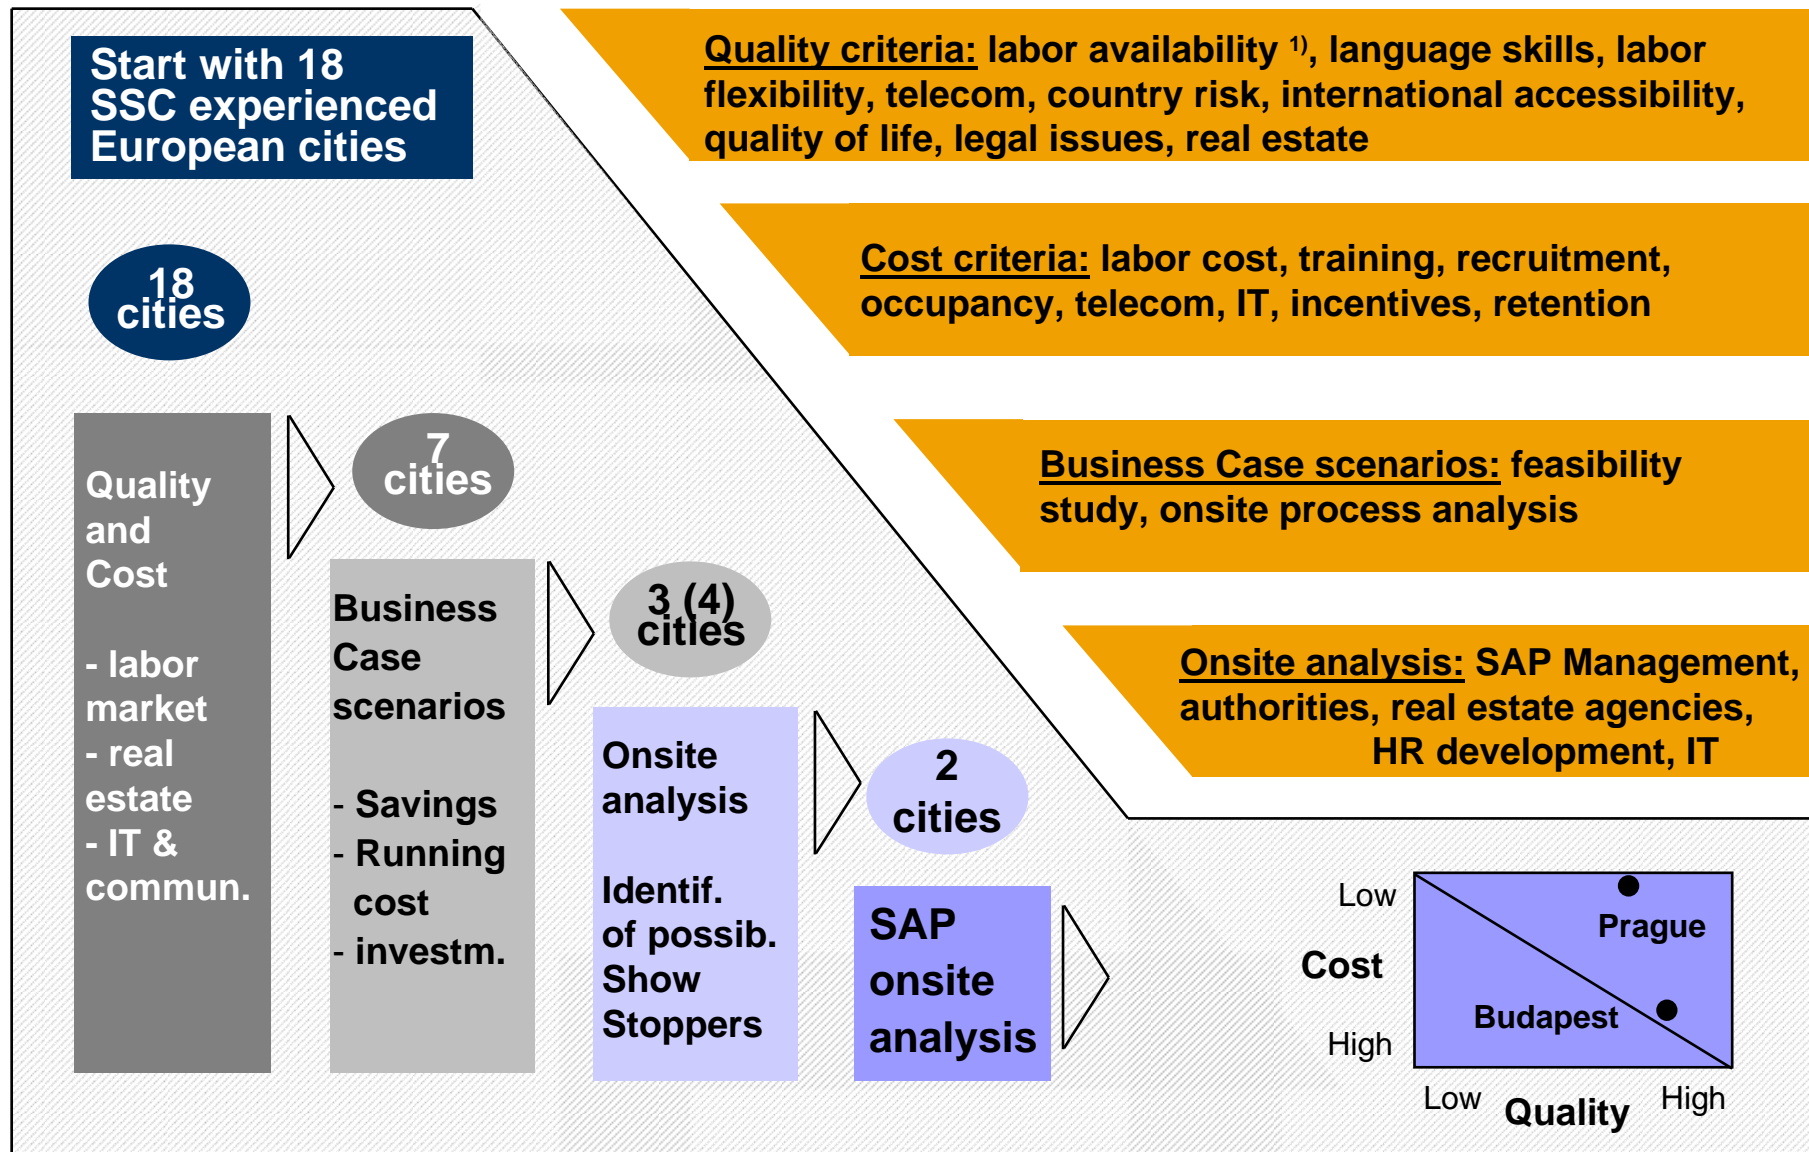 Start with 18
SSC experienced
European cities
Quality criteria: labor availability 1), language skills, labor
flexibility, telecom, country risk, international accessibility,
quality of life, legal issues, real estate
Cost criteria: labor cost, training, recruitment,
occupancy, telecom, IT, incentives, retention
Business Case scenarios: feasibility
study, onsite process analysis
Onsite analysis: SAP Management,
authorities, real estate agencies,
HR development, IT
18
cities
Quality
and
Cost
- labor
market
- real
estate
- IT &
commun.
7
cities
Business
Case
scenarios
- Savings
- Running
cost
- investm.
3 (4)
cities
Onsite
analysis
Identif.
of possib.
Show
Stoppers
2
cities
SAP
onsite
analysis
Low
Prague
Cost
Budapest
High
Low
Quality
High